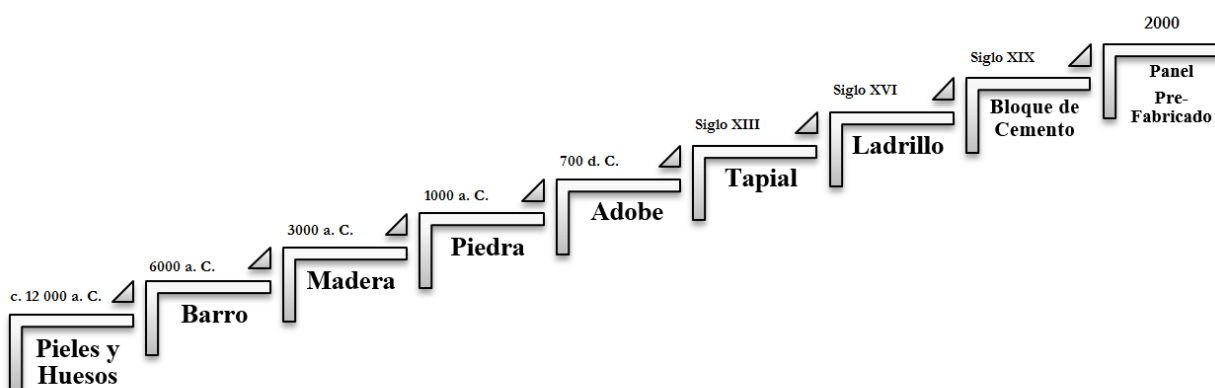 c. 12 000 a. C.
Pieles y
Huesos
6000 a. C.
Barro
3000 a. C.
Madera
1000 a. C.
Piedra
700 d. C.
Adobe
Siglo XIII
Tapial
Siglo XVI
Ladrillo
Siglo XIX
Bloque de
Cemento
2000
Panel
Pre-
Fabricado